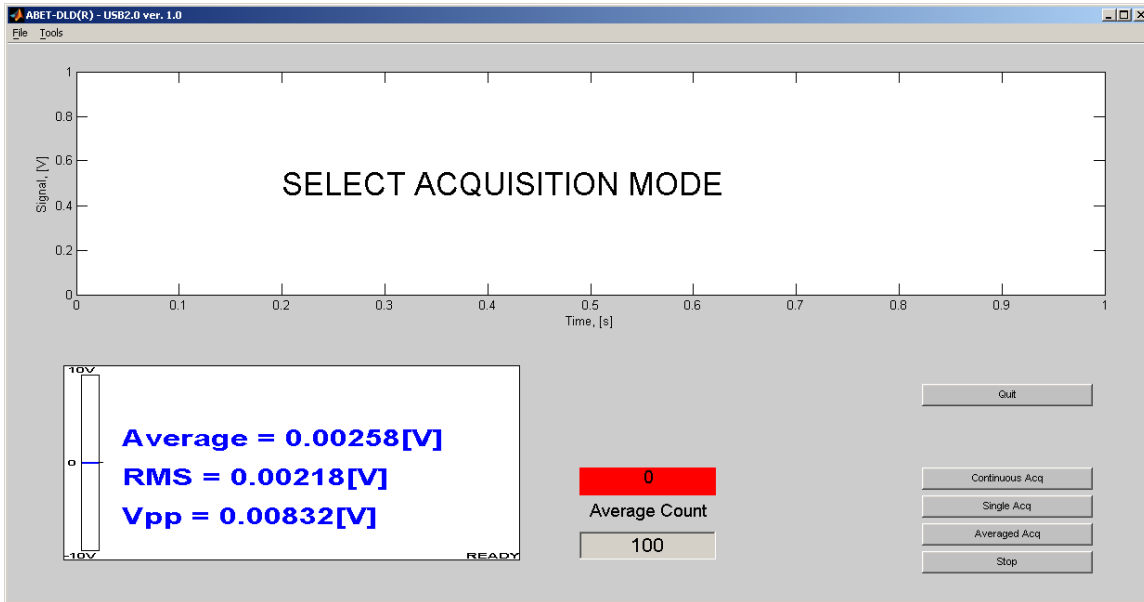 ABET-DLD(R) - USB2.0 ver. 1.0
File Tools
1
0.8
0.6
0.4
0.2
0
Signal, [V]
SELECT ACQUISITION MODE
0 0.1 0.2 0.3 0.4 0.5 0.6 0.7 0.8 0.9 1
Time, [s]
10V
0
-10V
Average = 0.00258[V]
RMS = 0.00218[V]
Vpp = 0.00832[V]
READY
0
Average Count
100
Quit
Continuous Acq
Single Acq
Averaged Acq
Stop